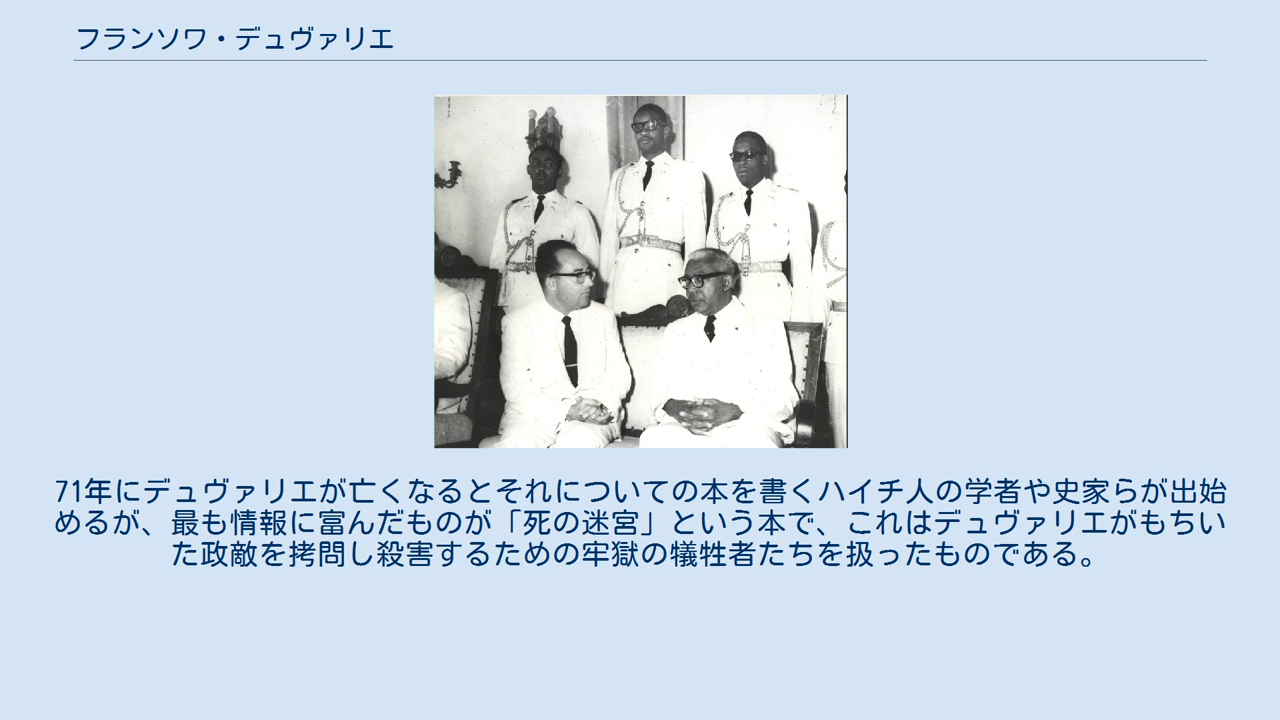 フランソワ・デュヴァリエ
71年にデュヴァリエが亡くなるとそれについての本を書くハイチ人の学者や史家らが出始
めるが、最も情報に富んだものが「死の迷宮」という本で、これはデュヴァリエがもちい
た政敵を拷問し殺害するための牢獄の犠牲者たちを扱ったものである。